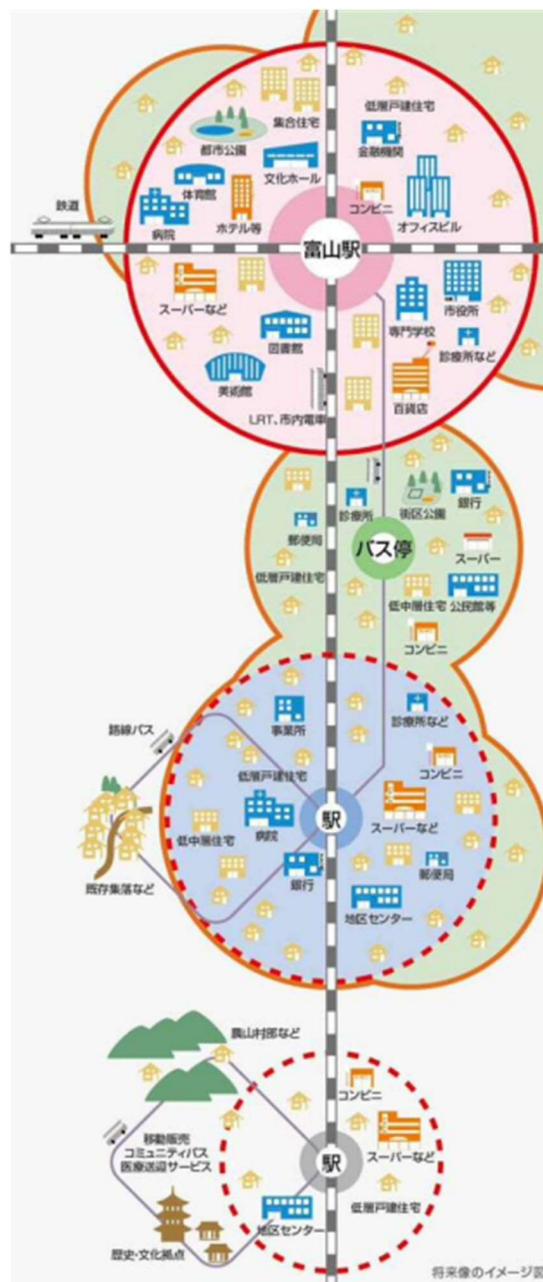 集合住宅
低層戸建住宅
都市公園
金融機関
文化ホール
体育館
鉄道
病院
ホテル等
コンビニ
オフィスビル
富山駅
スーパーなど
市役所
専門学校
図書館
診療所など
美術館
百貨店
LRT、市内電車
診療所
街区公園
銀行
郵便局
バス停
スーパー
低層戸建住宅
低中層住宅
公民館等
コンビニ
路線バス
事業所
診療所など
コンビニ
低層戸建住宅
駅
スーパーなど
低中層住宅
病院
既存集落など
銀行
郵便局
地区センター
農山村部など
コンビニ
移動販売
コミュニティバス
医療送迎サービス
駅
スーパーなど
低層戸建住宅
地区センター
歴史・文化拠点
将来像のイメージ図